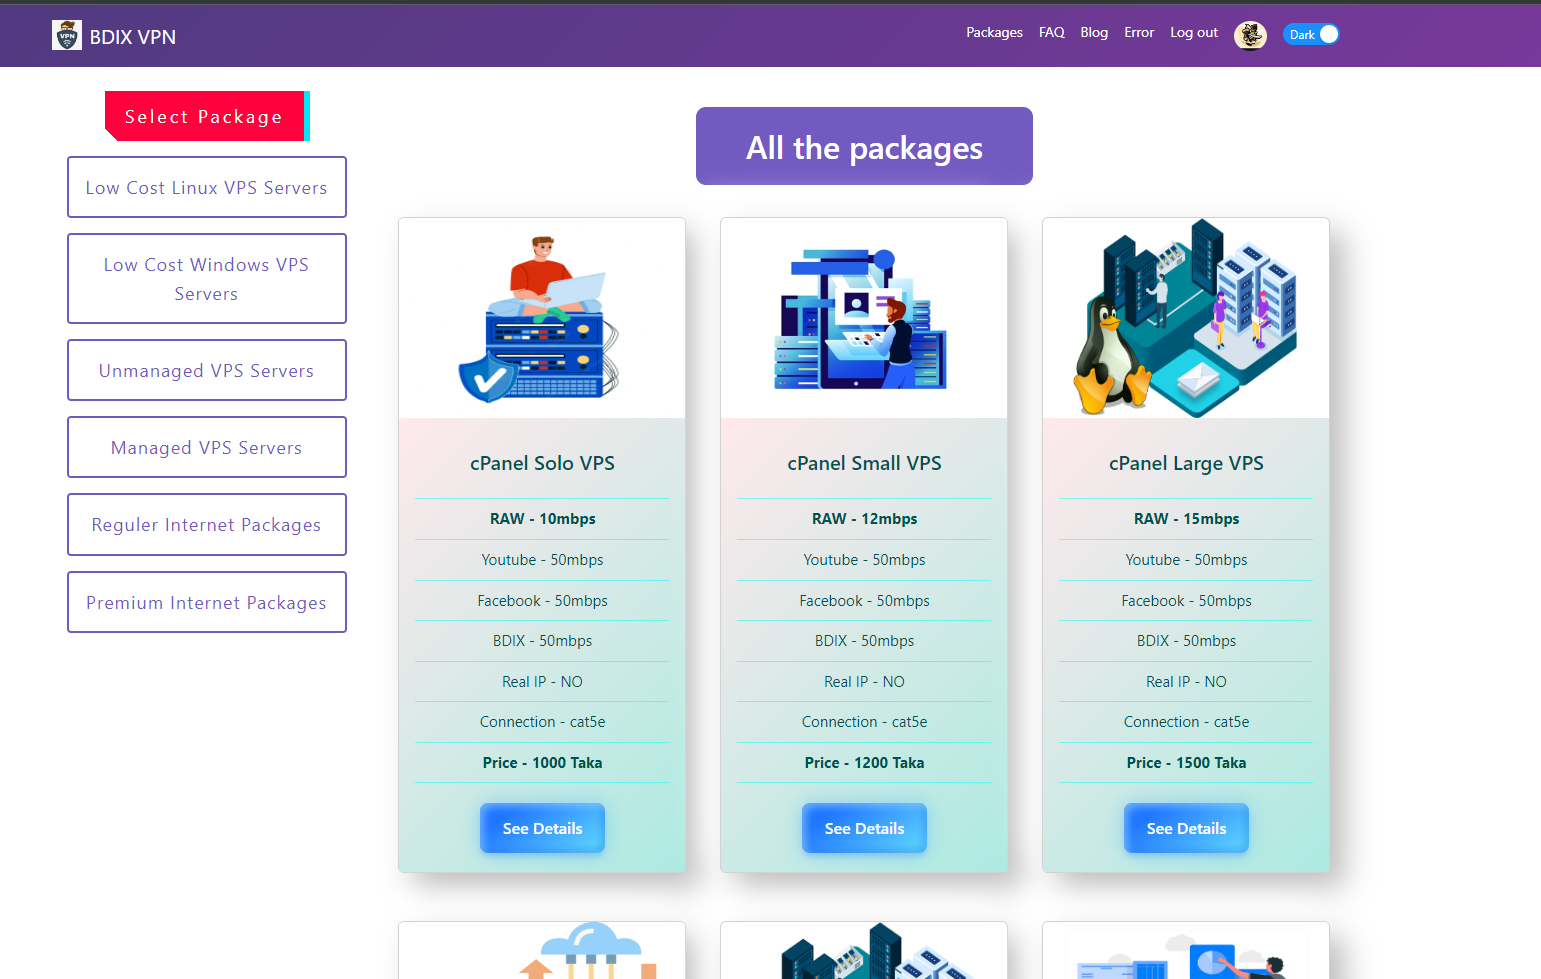 VPN
BDIX VPN
Packages
FAQ
Blog
Error
Log out
Dark
Select Package
Low Cost Linux VPS Servers
Low Cost Windows VPS
Servers
Unmanaged VPS Servers
Managed VPS Servers
Reguler Internet Packages
Premium Internet Packages
All the packages
cPanel Solo VPS
RAW - 10mbps
Youtube - 50mbps
Facebook - 50mbps
BDIX - 50mbps
Real IP - NO
Connection - cat5e
Price - 1000 Taka
See Details
cPanel Small VPS
RAW - 12mbps
Youtube - 50mbps
Facebook - 50mbps
BDIX - 50mbps
Real IP - NO
Connection - cat5e
Price - 1200 Taka
See Details
cPanel Large VPS
RAW - 15mbps
Youtube - 50mbps
Facebook - 50mbps
BDIX - 50mbps
Real IP - NO
Connection - cat5e
Price - 1500 Taka
See Details